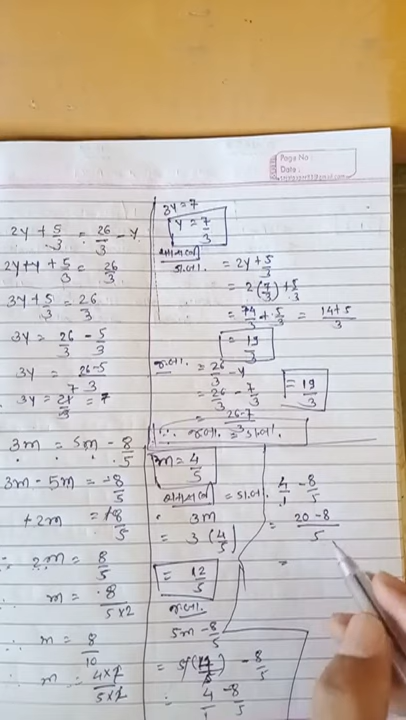 Page No
Date :
2y + 5/3 = 26/3 - y
2y+y + 5/3 = 26/3
3y + 5/3 = 26/3
3y = 26/3 - 5/3
3y = 26-5/3
3y = 21/3 = 7
3m = 5m - 8/5
3m - 5m = -8/5
+2m = +8/5
∴ 2m = 8/5
∴ m = 8/5×2
∴ m = 8/10
∴ m = 4×2/5×2
3y = 7
y = 7/3
ડા.બા. = 2y + 5/3
= 2(7/3) + 5/3
= 14/3 + 5/3 = 14+5/3
= 19/3
જ.બા. = 26/3 - y
= 26/3 - 7/3
= 26-7/3
= 19/3
∴ જ.બા. = ડા.બા.
m = 4/5
= ડા.બા.
3m
= 3(4/5)
= 12/5
જ.બા.
5m - 8/5
= 5(4/5) - 8/5
= 4/1 - 8/5
4/1 - 8/5
= 20-8/5
=